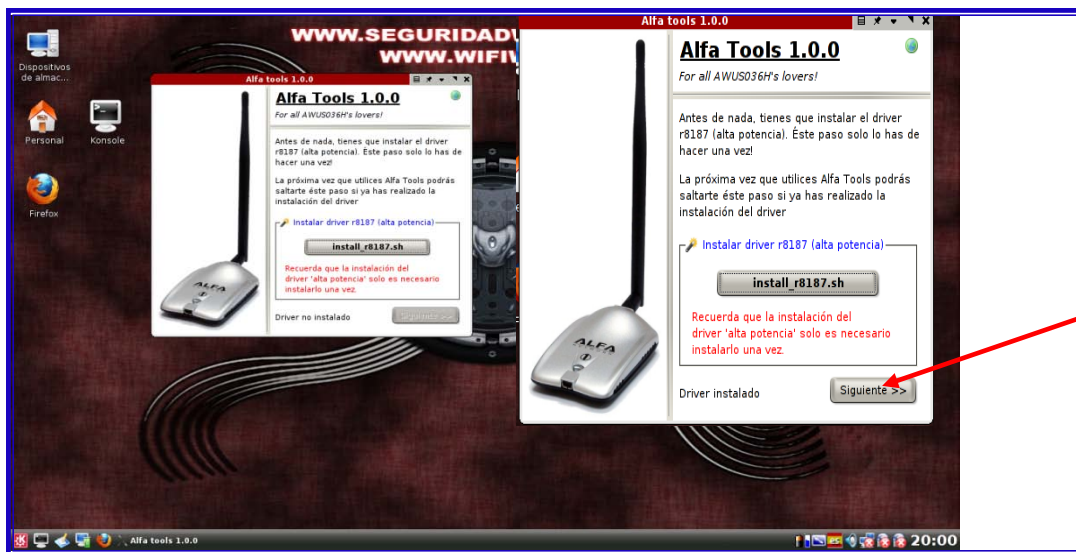 WWW.SEGURIDADW
WWW.WIFIW
Dispositivos
de almac...
Personal
Konsole
Firefox
Alfa tools 1.0.0
Alfa Tools 1.0.0
For all AWUS036H's lovers!
Antes de nada, tienes que instalar el driver
r8187 (alta potencia). Éste paso solo lo has de
hacer una vez!
La próxima vez que utilices Alfa Tools podrás
saltarte éste paso si ya has realizado la
instalación del driver
Instalar driver r8187 (alta potencia)
install_r8187.sh
Recuerda que la instalación del
driver 'alta potencia' solo es necesario
instalarlo una vez.
Driver no instalado
Siguiente >>
ALFA
Alfa tools 1.0.0
Alfa Tools 1.0.0
For all AWUS036H's lovers!
Antes de nada, tienes que instalar el driver
r8187 (alta potencia). Éste paso solo lo has de
hacer una vez!
La próxima vez que utilices Alfa Tools podrás
saltarte éste paso si ya has realizado la
instalación del driver
Instalar driver r8187 (alta potencia)
install_r8187.sh
Recuerda que la instalación del
driver 'alta potencia' solo es necesario
instalarlo una vez.
Driver instalado
Siguiente >>
ALFA
Alfa tools 1.0.0
es
20:00